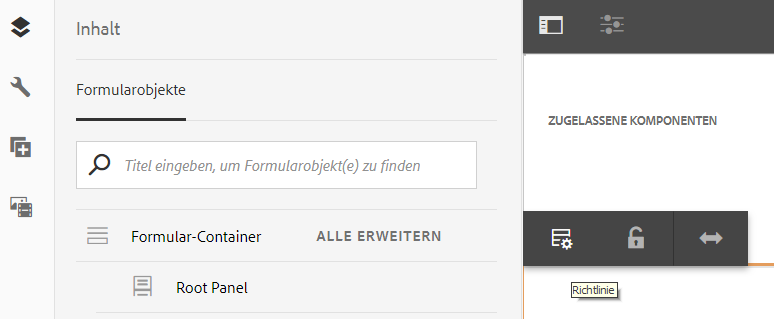 Inhalt
Formularobjekte
Titel eingeben, um Formularobjekt(e) zu finden
Formular-Container ALLE ERWEITERN
Root Panel
ZUGELASSENE KOMPONENTEN
Richtlinie